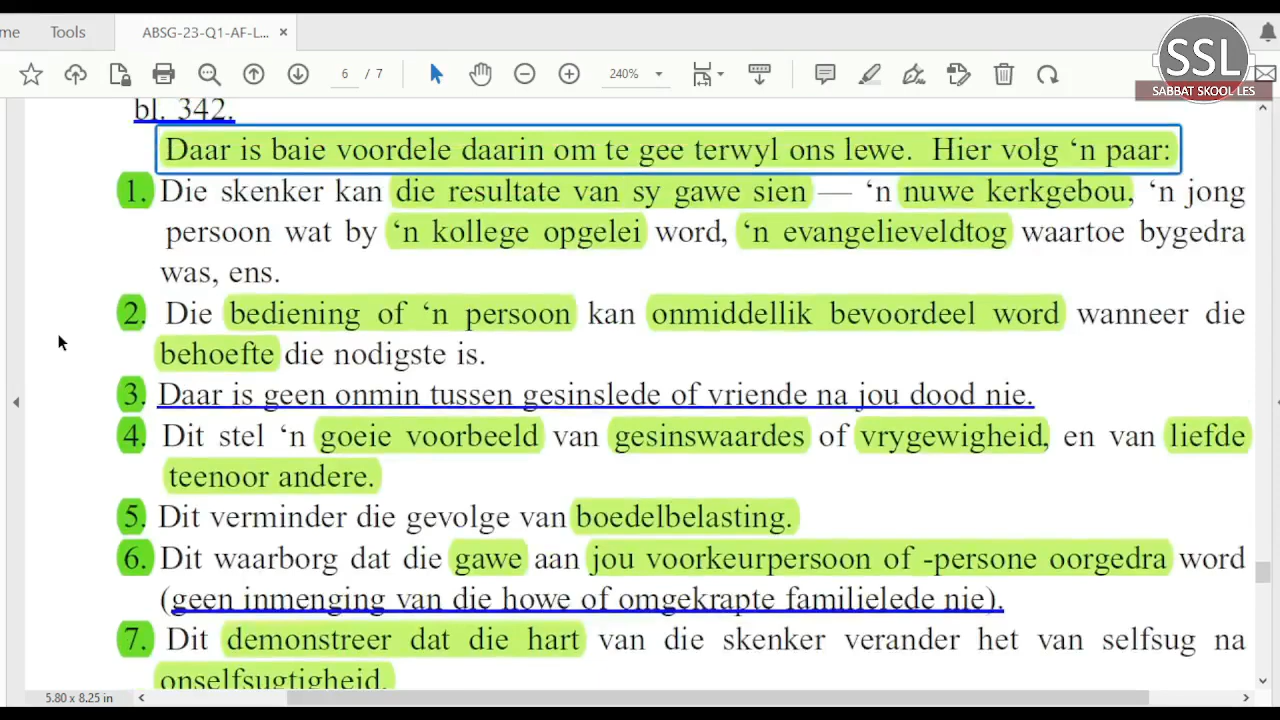 me Tools ABSG-23-Q1-AF-L... ×
SSL
SABBAT SKOOL LES
6 / 7 240%
bl. 342.
Daar is baie voordele daarin om te gee terwyl ons lewe. Hier volg ‘n paar:
1. Die skenker kan die resultate van sy gawe sien — ‘n nuwe kerkgebou, ‘n jong
persoon wat by ‘n kollege opgelei word, ‘n evangelieveldtog waartoe bygedra
was, ens.
2. Die bediening of ‘n persoon kan onmiddellik bevoordeel word wanneer die
behoefte die nodigste is.
3. Daar is geen onmin tussen gesinslede of vriende na jou dood nie.
4. Dit stel ‘n goeie voorbeeld van gesinswaardes of vrygewigheid, en van liefde
teenoor andere.
5. Dit verminder die gevolge van boedelbelasting.
6. Dit waarborg dat die gawe aan jou voorkeurpersoon of -persone oorgedra word
(geen inmenging van die howe of omgekrapte familielede nie).
7. Dit demonstreer dat die hart van die skenker verander het van selfsug na
onselfsugtigheid.
5.80 x 8.25 in